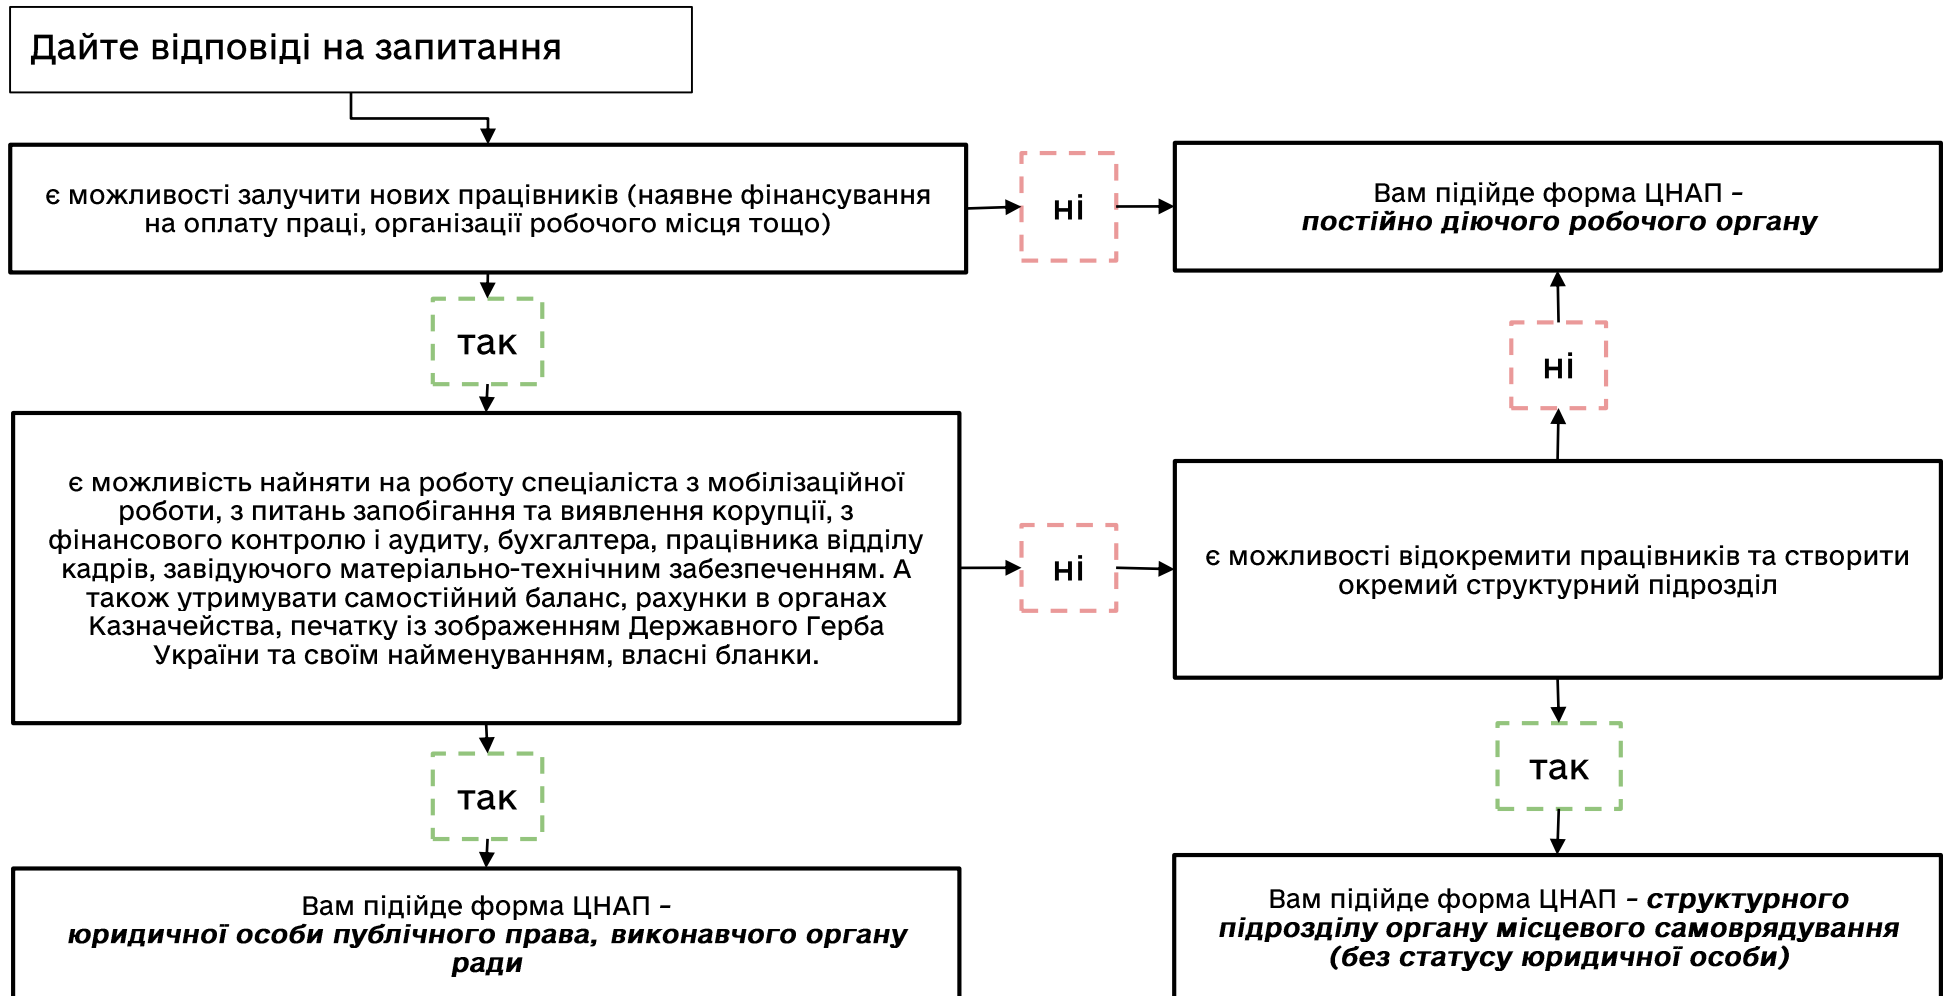 Дайте відповіді на запитання
є можливості залучити нових працівників (наявне фінансування
на оплату праці, організації робочого місця тощо)
ні
Вам підійде форма ЦНАП –
постійно діючого робочого органу
так
ні
є можливість найняти на роботу спеціаліста з мобілізаційної
роботи, з питань запобігання та виявлення корупції, з
фінансового контролю і аудиту, бухгалтера, працівника відділу
кадрів, завідуючого матеріально-технічним забезпеченням. А
також утримувати самостійний баланс, рахунки в органах
Казначейства, печатку із зображенням Державного Герба
України та своїм найменуванням, власні бланки.
ні
є можливості відокремити працівників та створити
окремий структурний підрозділ
так
так
Вам підійде форма ЦНАП –
юридичної особи публічного права, виконавчого органу
ради
Вам підійде форма ЦНАП – структурного
підрозділу органу місцевого самоврядування
(без статусу юридичної особи)